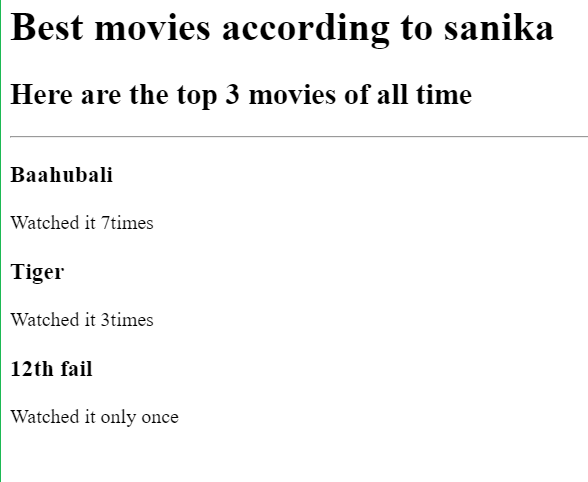 Best movies according to sanika
Here are the top 3 movies of all time
Baahubali
Watched it 7times
Tiger
Watched it 3times
12th fail
Watched it only once